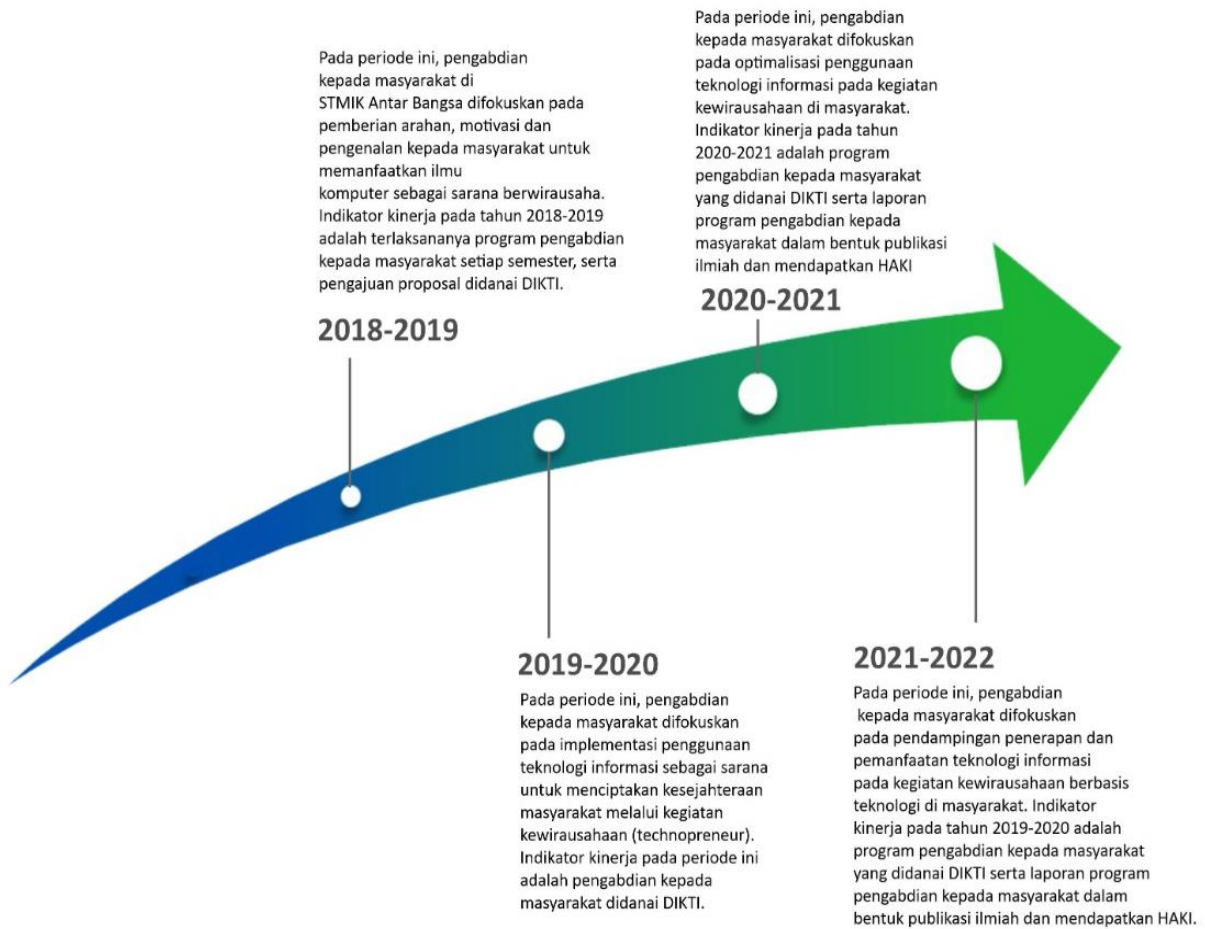 Pada periode ini, pengabdian
kepada masyarakat di
STMIK Antar Bangsa difokuskan pada
pemberian arahan, motivasi dan
pengenalan kepada masyarakat untuk
memanfaatkan ilmu
komputer sebagai sarana berwirausaha.
Indikator kinerja pada tahun 2018-2019
adalah terlaksananya program pengabdian
kepada masyarakat setiap semester, serta
pengajuan proposal didanai DIKTI.
2018-2019
Pada periode ini, pengabdian
kepada masyarakat difokuskan
pada optimalisasi penggunaan
teknologi informasi pada kegiatan
kewirausahaan di masyarakat.
Indikator kinerja pada tahun
2020-2021 adalah program
pengabdian kepada masyarakat
yang didanai DIKTI serta laporan
program pengabdian kepada
masyarakat dalam bentuk publikasi
ilmiah dan mendapatkan HAKI
2020-2021
2019-2020
Pada periode ini, pengabdian
kepada masyarakat difokuskan
pada implementasi penggunaan
teknologi informasi sebagai sarana
untuk menciptakan kesejahteraan
masyarakat melalui kegiatan
kewirausahaan (technopreneur).
Indikator kinerja pada periode ini
adalah pengabdian kepada
masyarakat didanai DIKTI.
2021-2022
Pada periode ini, pengabdian
kepada masyarakat difokuskan
pada pendampingan penerapan dan
pemanfaatan teknologi informasi
pada kegiatan kewirausahaan berbasis
teknologi di masyarakat. Indikator
kinerja pada tahun 2019-2020 adalah
program pengabdian kepada masyarakat
yang didanai DIKTI serta laporan program
pengabdian kepada masyarakat dalam
bentuk publikasi ilmiah dan mendapatkan HAKI.